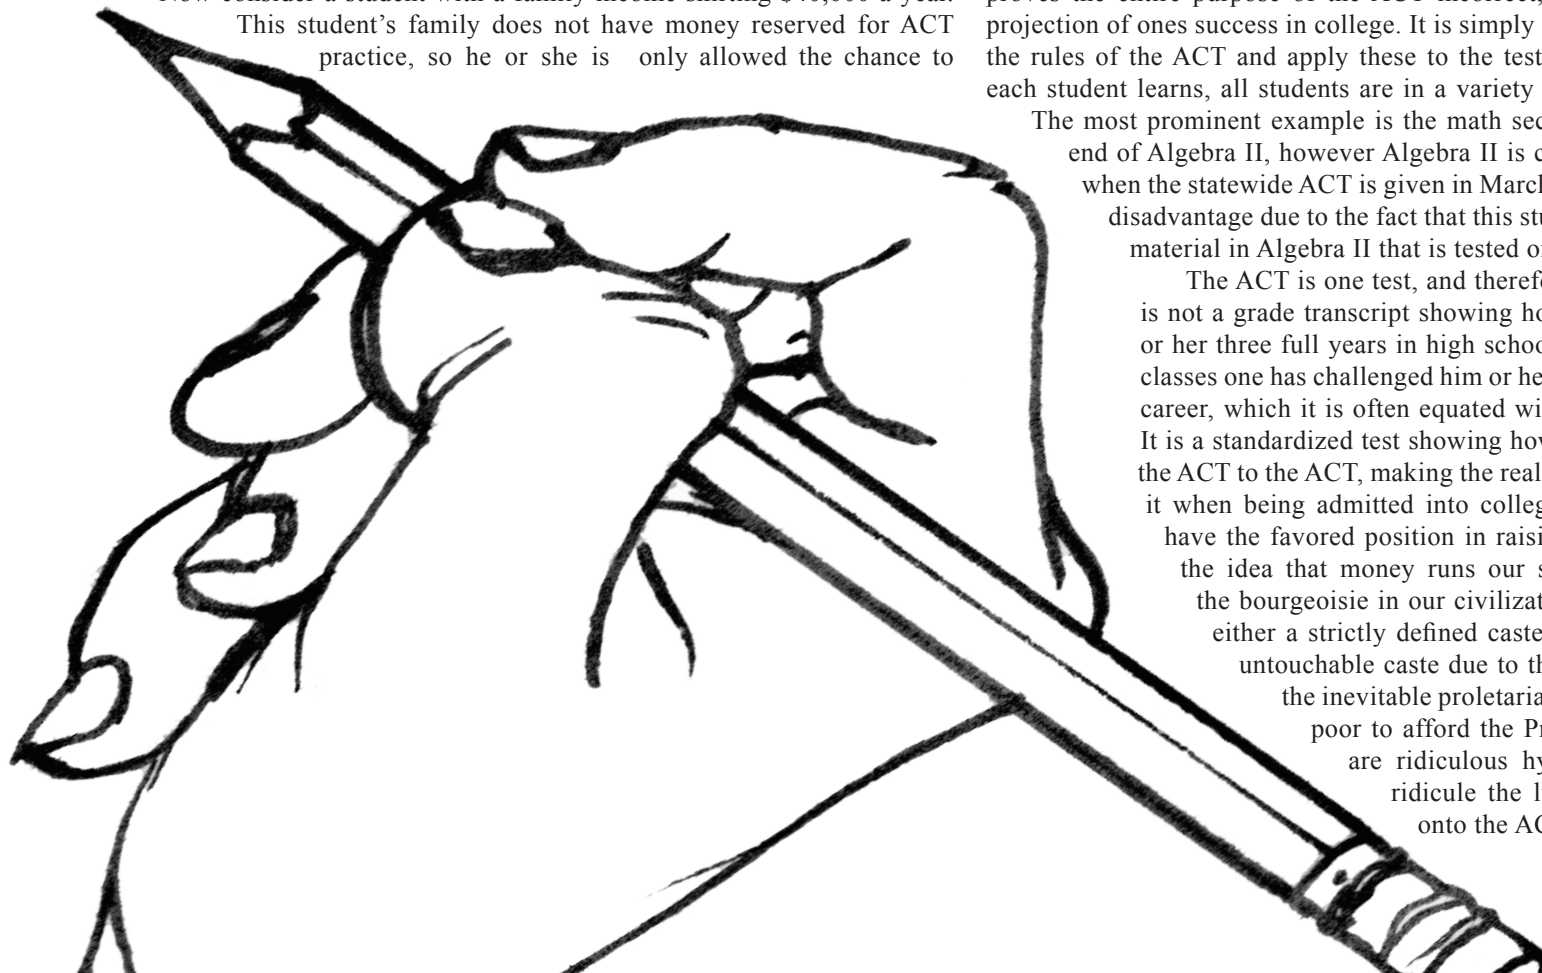 Now consider a student with a family income shifting $40,000 a year.
This student’s family does not have money reserved for ACT
practice, so he or she is only allowed the chance to
proves the entire purpose of the ACT incorrect,
projection of ones success in college. It is simply
the rules of the ACT and apply these to the test
each student learns, all students are in a variety
The most prominent example is the math sec
end of Algebra II, however Algebra II is c
when the statewide ACT is given in March
disadvantage due to the fact that this stu
material in Algebra II that is tested o
The ACT is one test, and theref
is not a grade transcript showing ho
or her three full years in high schoo
classes one has challenged him or he
career, which it is often equated wi
It is a standardized test showing how
the ACT to the ACT, making the real
it when being admitted into colleg
have the favored position in raisi
the idea that money runs our s
the bourgeoisie in our civilizat
either a strictly defined caste
untouchable caste due to th
the inevitable proletaria
poor to afford the Pr
are ridiculous hy
ridicule the l
onto the AC